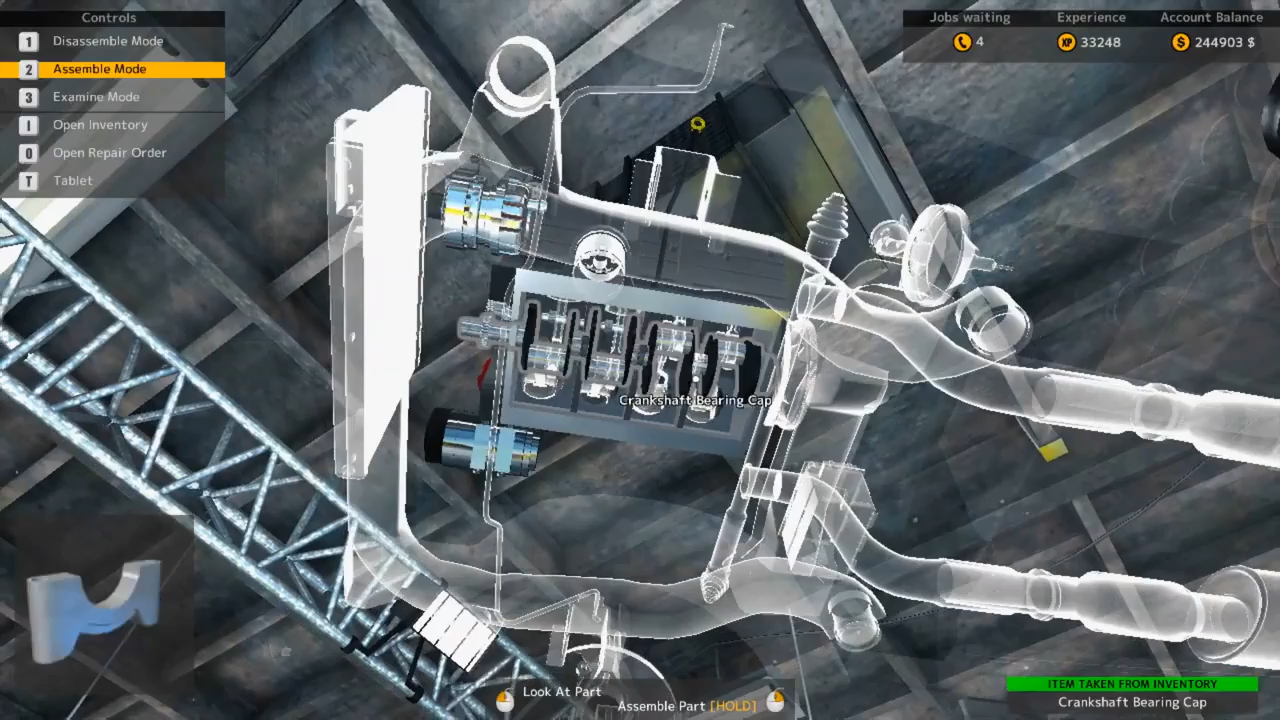 Controls
1 Disassemble Mode
2 Assemble Mode
3 Examine Mode
I Open Inventory
O Open Repair Order
T Tablet
Jobs waiting Experience Account Balance
4 XP 33248 $ 244903 $
Crankshaft Bearing Cap
Look At Part
Assemble Part [HOLD]
ITEM TAKEN FROM INVENTORY
Crankshaft Bearing Cap